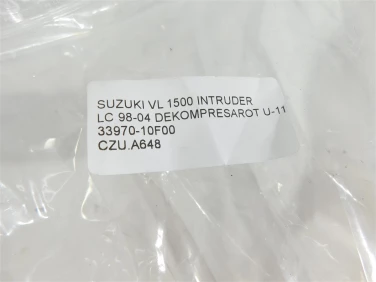 SUZUKI VL 1500 INTRUDER
LC 98-04 DEKOMPRESAROT U-11
33970-10F00
CZU.A648